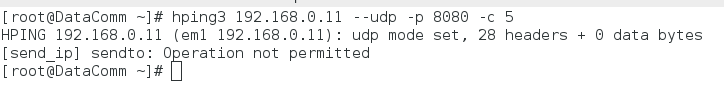 [root@DataComm ~]# hping3 192.168.0.11 --udp -p 8080 -c 5
HPING 192.168.0.11 (em1 192.168.0.11): udp mode set, 28 headers + 0 data bytes
[send_ip] sendto: Operation not permitted
[root@DataComm ~]#